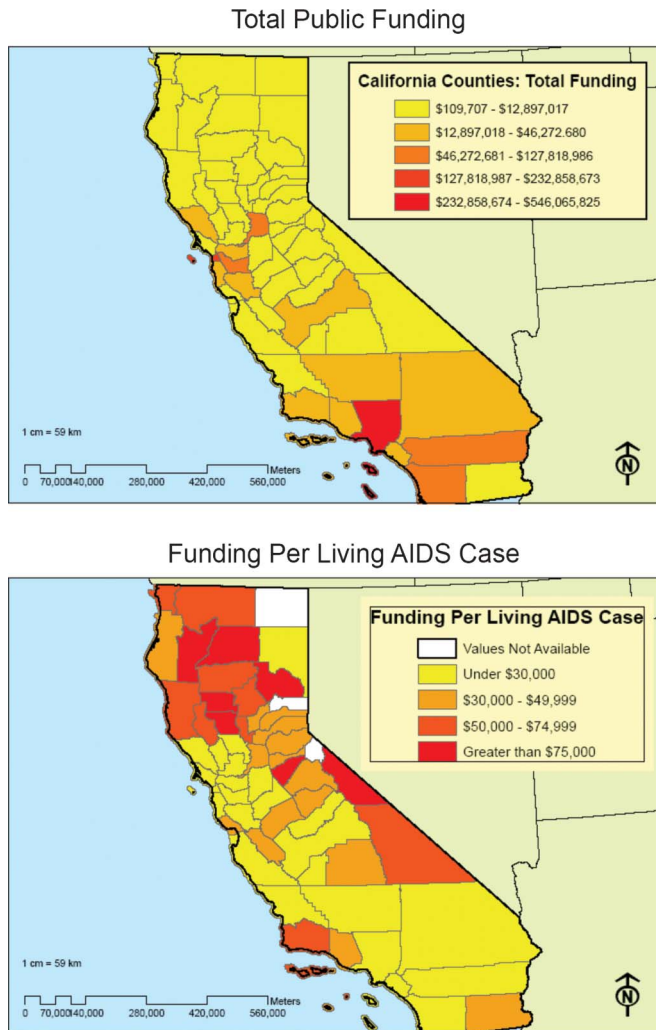 Total Public Funding
California Counties: Total Funding
$109,707 - $12,897,017
$12,897,018 - $46,272.680
$46,272,681 - $127,818,986
$127,818,987 - $232,858,673
$232,858,674 - $546,065,825
1 cm = 59 km
Meters
0 70,000140,000 280,000 420,000 560,000
N
Funding Per Living AIDS Case
Funding Per Living AIDS Case
Values Not Available
Under $30,000
$30,000 - $49,999
$50,000 - $74,999
Greater than $75,000
1 cm = 59 km
Meters
0 70,000140,000 280,000 420,000 560,000
N